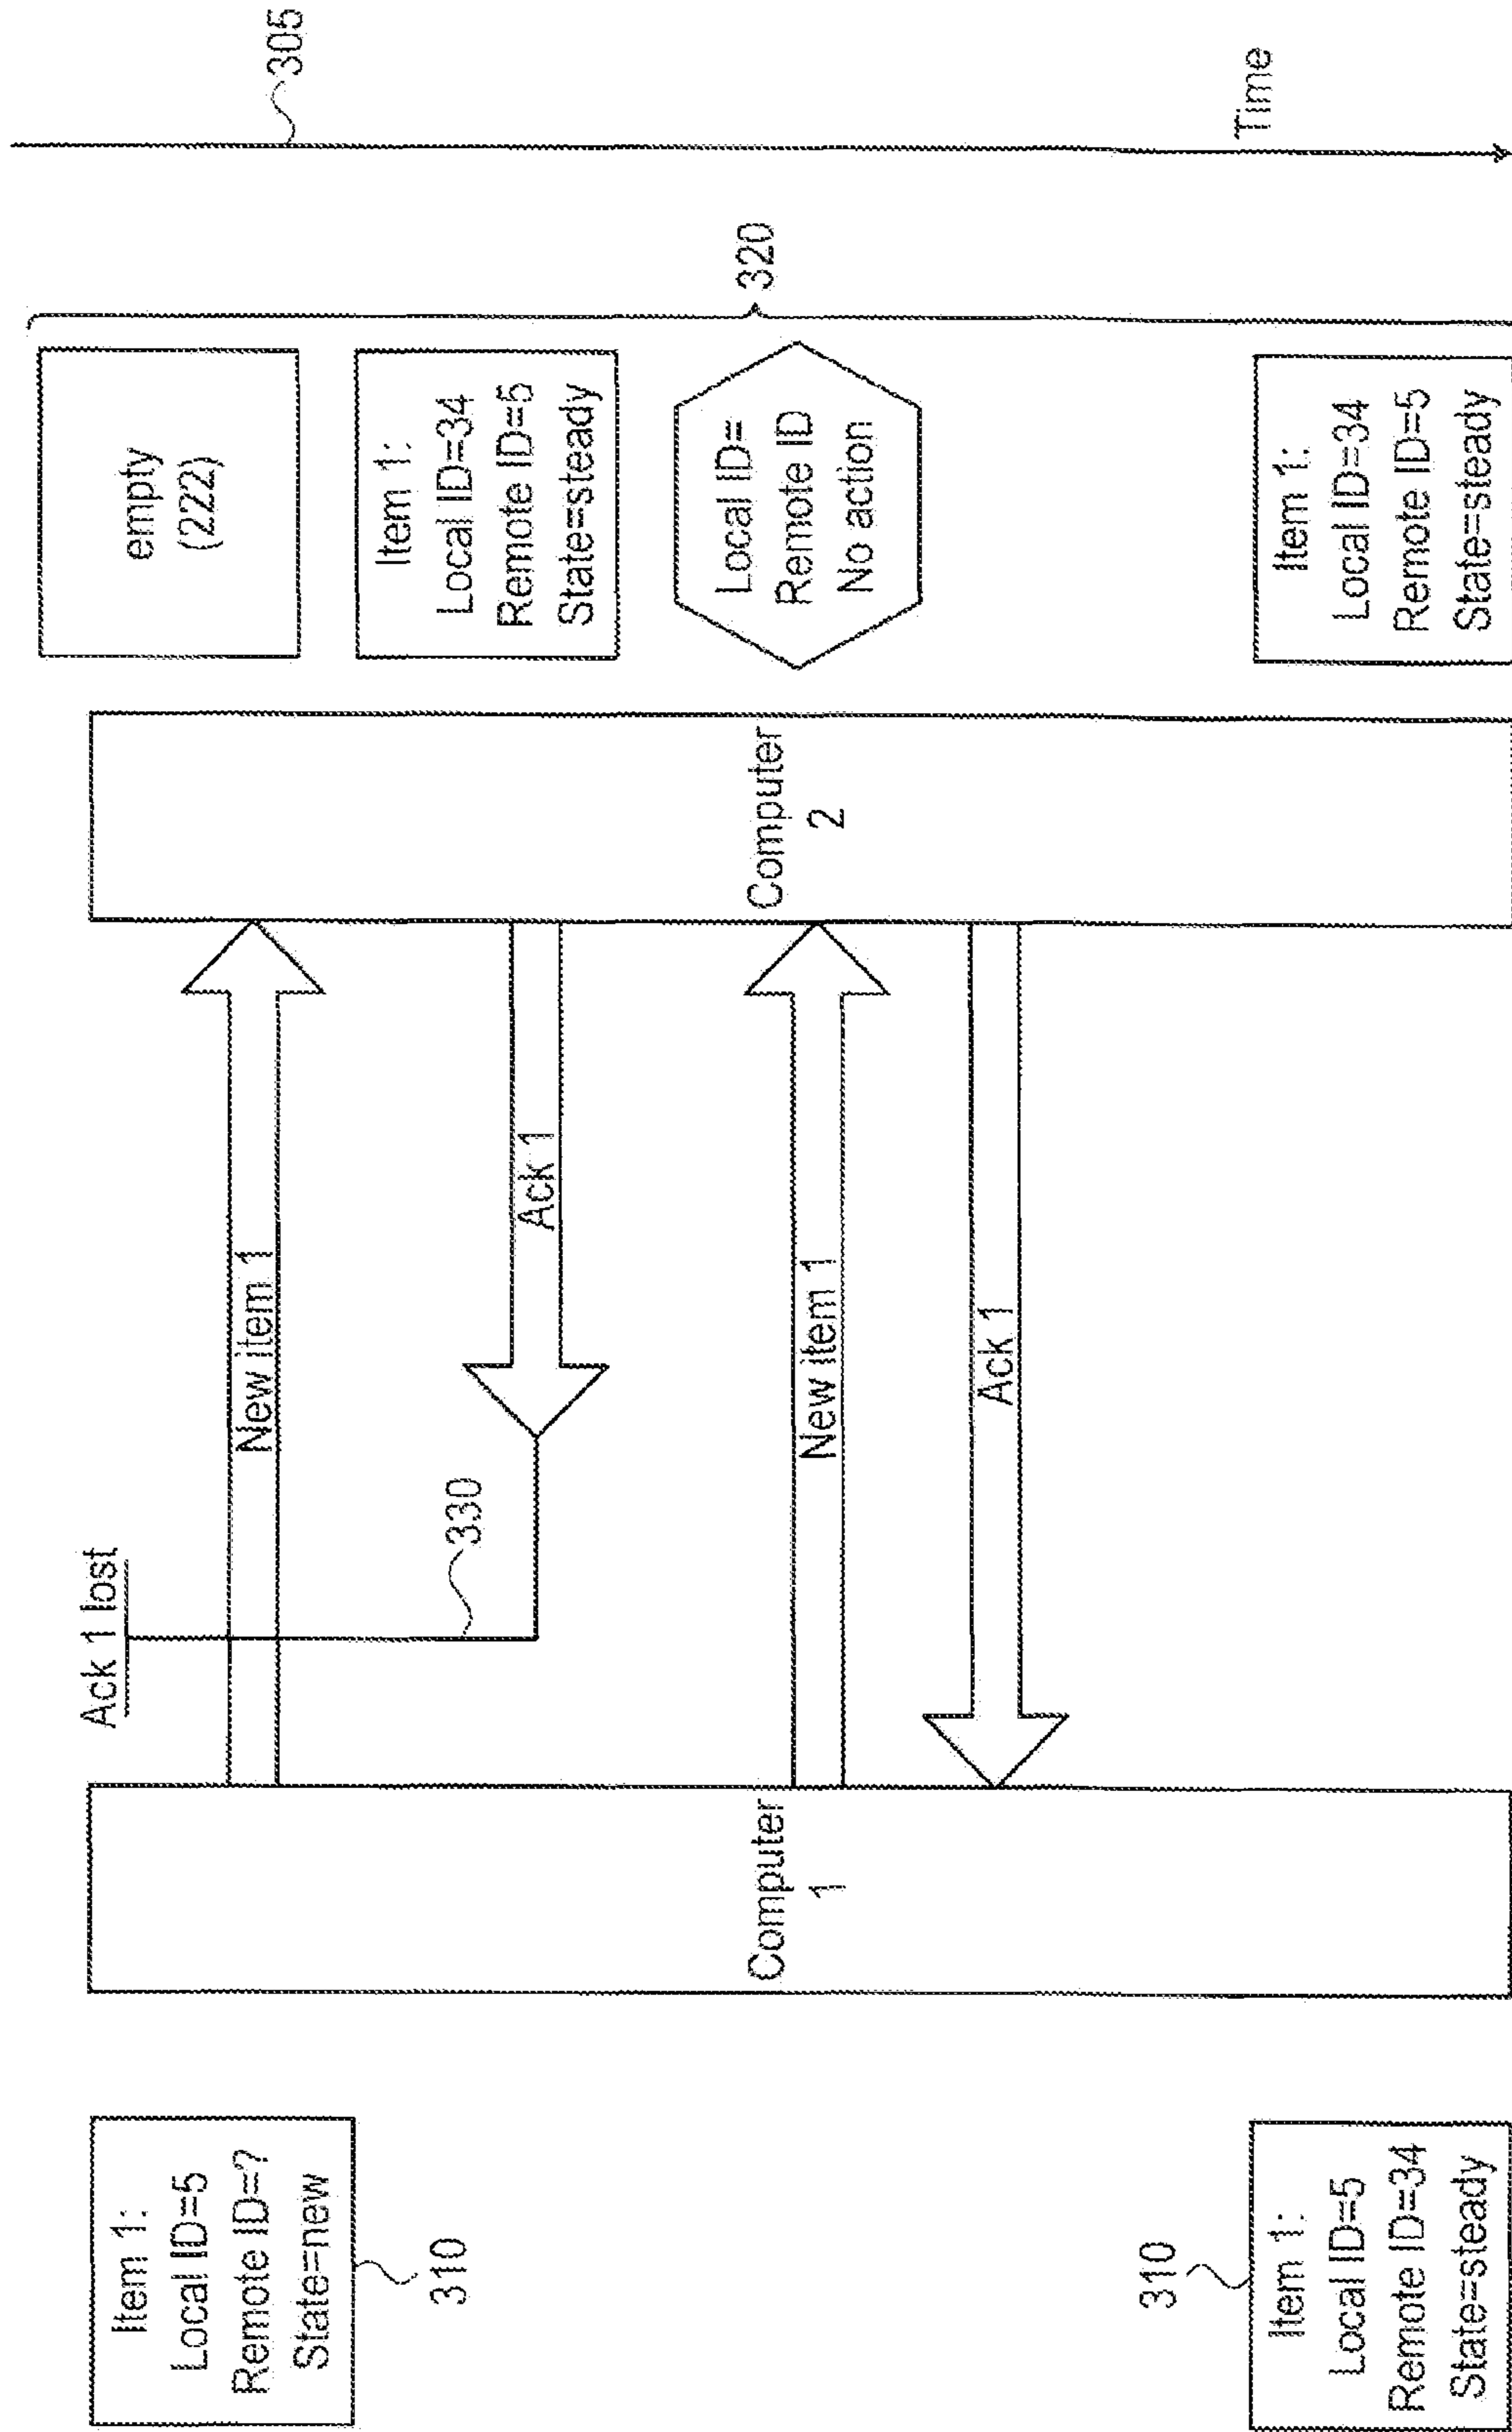 Item 1:
Local ID=5
Remote ID=?
State=new
310
Ack 1 lost
New item 1
330
Ack 1
empty
(222)
305
Item 1:
Local ID=34
Remote ID=6
State=steady
Computer
1
New item 1
Computer
2
Local ID=
Remote ID
No action
320
Ack 1
310
Item 1:
Local ID=5
Remote ID=34
State=steady
Item 1:
Local ID=34
Remote ID=5
State=steady
Time